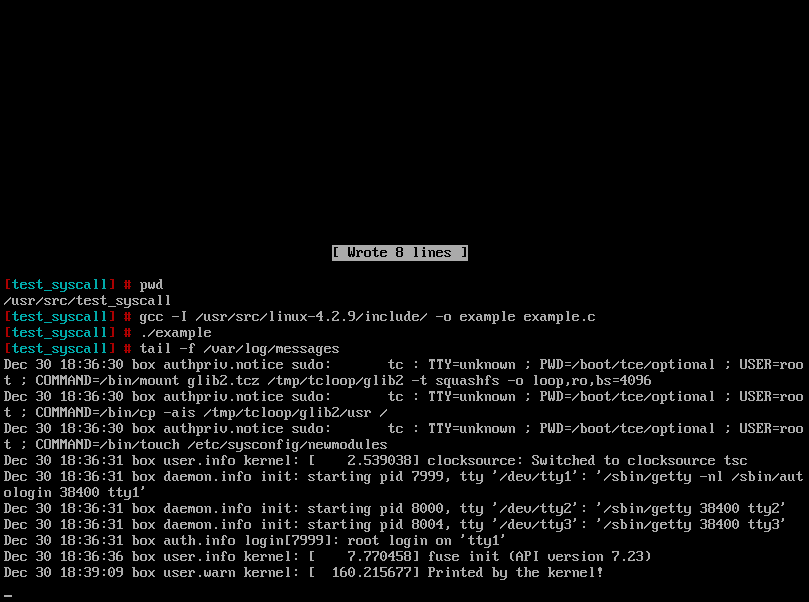 [ Wrote 8 lines ]
[test_syscall] # pwd
/usr/src/test_syscall
[test_syscall] # gcc -I /usr/src/linux-4.2.9/include/ -o example example.c
[test_syscall] # ./example
[test_syscall] # tail -f /var/log/messages
Dec 30 18:36:30 box authpriv.notice sudo:       tc : TTY=unknown ; PWD=/boot/tce/optional ; USER=roo
t ; COMMAND=/bin/mount glib2.tcz /tmp/tcloop/glib2 -t squashfs -o loop,ro,bs=4096
Dec 30 18:36:30 box authpriv.notice sudo:       tc : TTY=unknown ; PWD=/boot/tce/optional ; USER=roo
t ; COMMAND=/bin/cp -ais /tmp/tcloop/glib2/usr /
Dec 30 18:36:30 box authpriv.notice sudo:       tc : TTY=unknown ; PWD=/boot/tce/optional ; USER=roo
t ; COMMAND=/bin/touch /etc/sysconfig/newmodules
Dec 30 18:36:31 box user.info kernel: [    2.539038] clocksource: Switched to clocksource tsc
Dec 30 18:36:31 box daemon.info init: starting pid 7999, tty '/dev/tty1': '/sbin/getty -nl /sbin/aut
ologin 38400 tty1'
Dec 30 18:36:31 box daemon.info init: starting pid 8000, tty '/dev/tty2': '/sbin/getty 38400 tty2'
Dec 30 18:36:31 box daemon.info init: starting pid 8004, tty '/dev/tty3': '/sbin/getty 38400 tty3'
Dec 30 18:36:31 box auth.info login[7999]: root login on 'tty1'
Dec 30 18:36:36 box user.info kernel: [    7.770458] fuse init (API version 7.23)
Dec 30 18:39:09 box user.warn kernel: [  160.215677] Printed by the kernel!